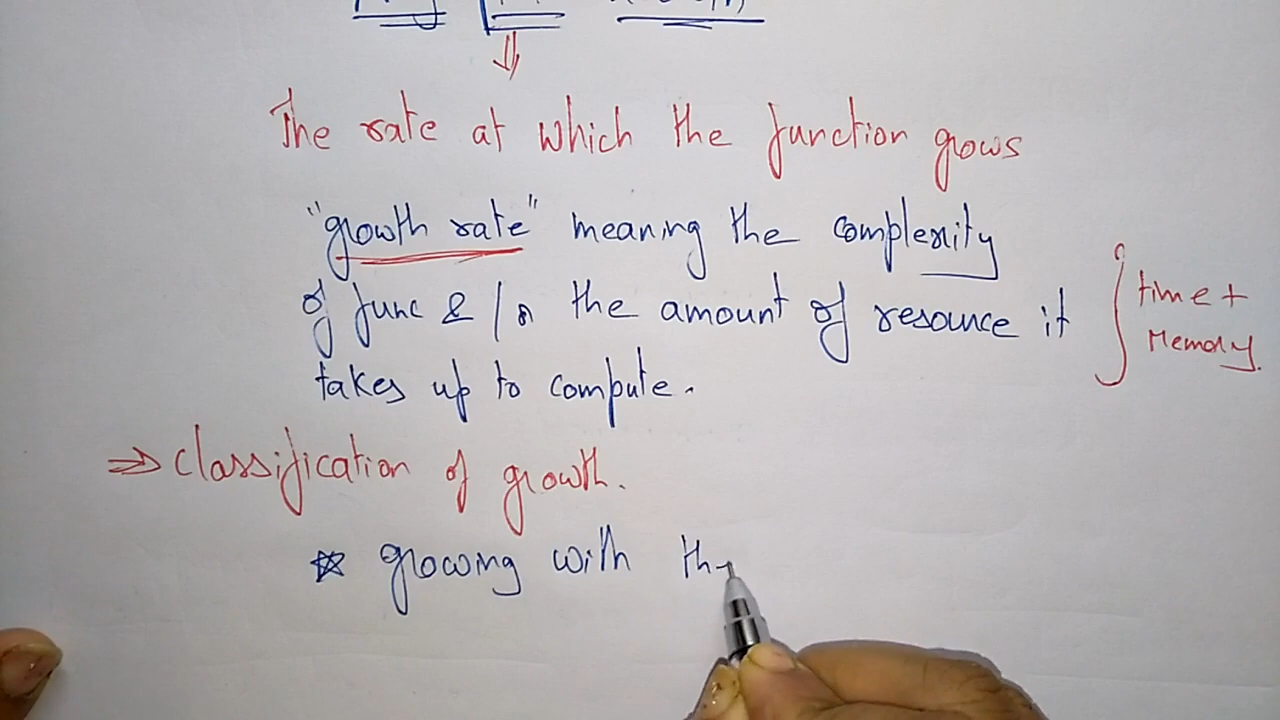 The rate at which the function grows
"growth rate" meaning the complexity
of func & / or the amount of resource it
time +
Memory.
takes up to compute.
⇒ classification of growth.
☆ growing with the